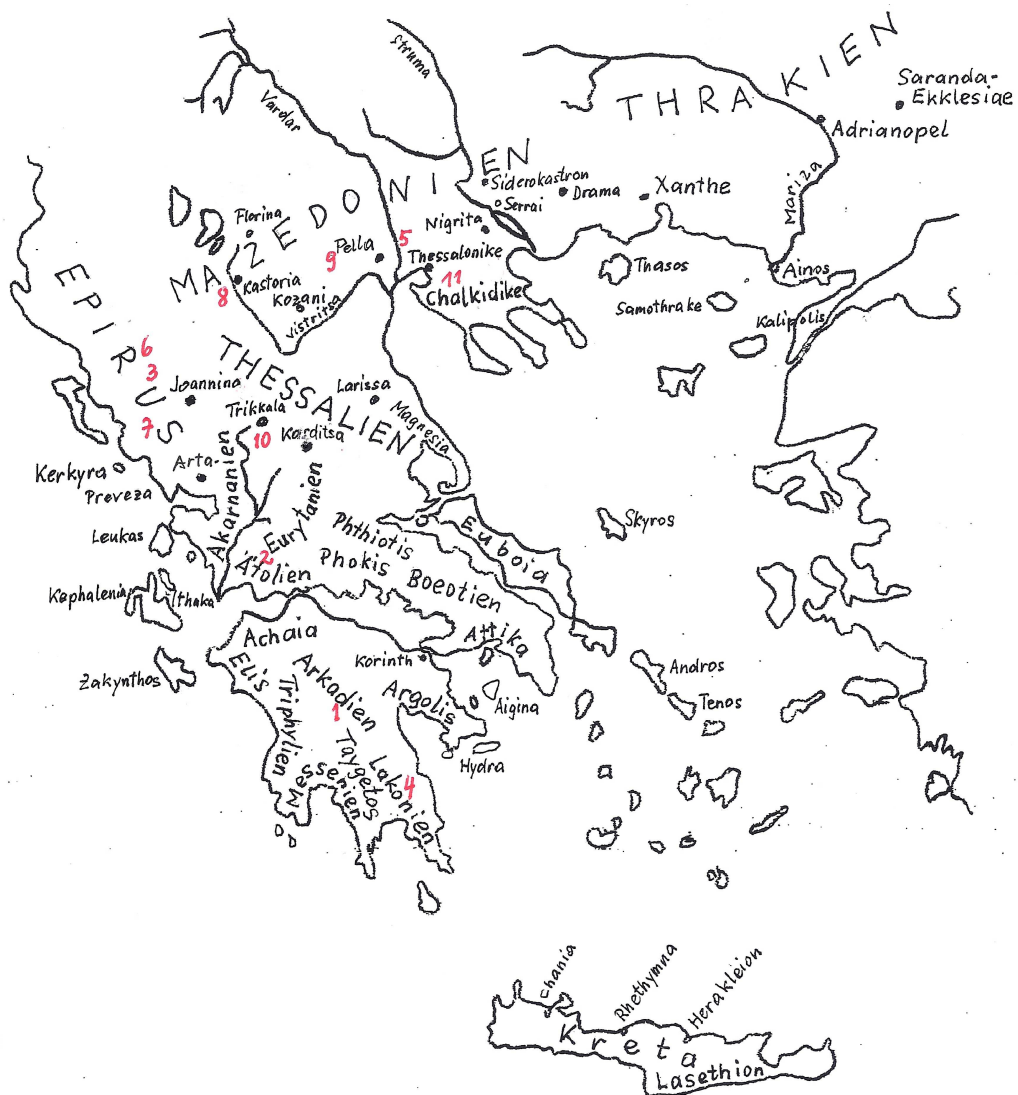 Struma
THRAKIEN
Saranda-
Ekklesiae
Adrianopel
Vardar
Mariza
MAZEDONIEN
Siderokastron
Drama
Xanthe
Serrai
Nigrita
Florina
Pella
9
5
Thessalonike
11
Chalkidike
Thasos
Ainos
Samothrake
Kalipolis
Kastoria
8
Kozani
Vistritsa
EPIRUS
6
3
7
THESSALIEN
Joannina
Larissa
Trikkala
10
Karditsa
Magnesia
Kerkyra
Arta
Preveza
Leukas
Akarnanien
Eurytanien
2
Ätolien
Phthiotis
Phokis
Boeotien
Euboia
Skyros
Kephalenia
Ithaka
Achaia
Attika
Korinth
Zakynthos
Elis
Arkadien
1
Argolis
Aigina
Andros
Tenos
Hydra
Triphylien
Messenien
Taygetos
Lakonien
4
Chania
Rhethymna
Herakleion
Kreta
Lasethion